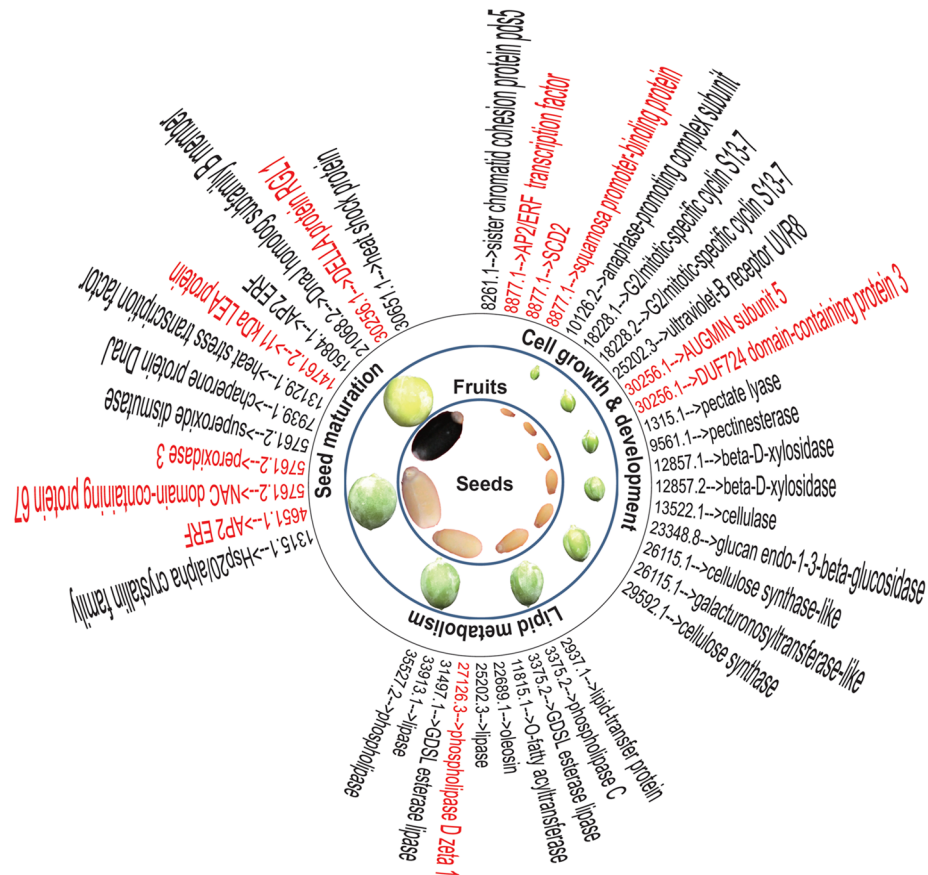 8261.1-->sister chromatid cohesion protein pds5
8877.1-->AP2/ERF transcription factor
8977.1-->SCD2
8877.1-->squamosa promoter-binding protein
10126.2-->anaphase-promoting complex subunit
18228.1-->G2/mitotic-specific cyclin S13-7
18228.2-->G2/mitotic-specific cyclin S13-7
25202.3-->ultraviolet-B receptor UVR8
30256.1-->AUGMIN subunit 5
30256.1-->DUF724 domain-containing protein 3
1315.1-->pectate lyase
9561.1-->pectinesterase
12857.1-->beta-D-xylosidase
12857.2-->beta-D-xylosidase
13522.1-->cellulase
23348.8-->glucan endo-1-3-beta-glucosidase
26115.1-->cellulose synthase-like
26115.1-->galacturonosyltransferase-like
29592.1-->cellulose synthase
2937.1-->lipid-transfer protein
3375.2-->phospholipase C
3375.2-->GDSL esterase lipase
11815.1-->O-fatty acyltransferase
22689.1-->oleosin
25202.3-->lipase
27126.3-->phospholipase D zeta 1
31497.1-->GDSL esterase lipase
33913.1-->lipase
35527.2-->phospholipase
1315.1-->Hsp20/alpha crystallin family
4651.1-->AP2 ERF
5761.2-->NAC domain-containing protein 67
5761.2-->peroxidase 3
5761.2-->superoxide dismutase
7939.1-->chaperone protein DnaJ
13129.1-->heat stress transcription factor
14761.2-->11 kDa LEA protein
15094.1-->AP2 ERF
21088.2->DnaJ homolog subfamily B member
30256.1->DELLA protein RGL1
30651.1-->heat shock protein
Cell growth & development
Lipid metabolism
Seed maturation
Fruits
Seeds